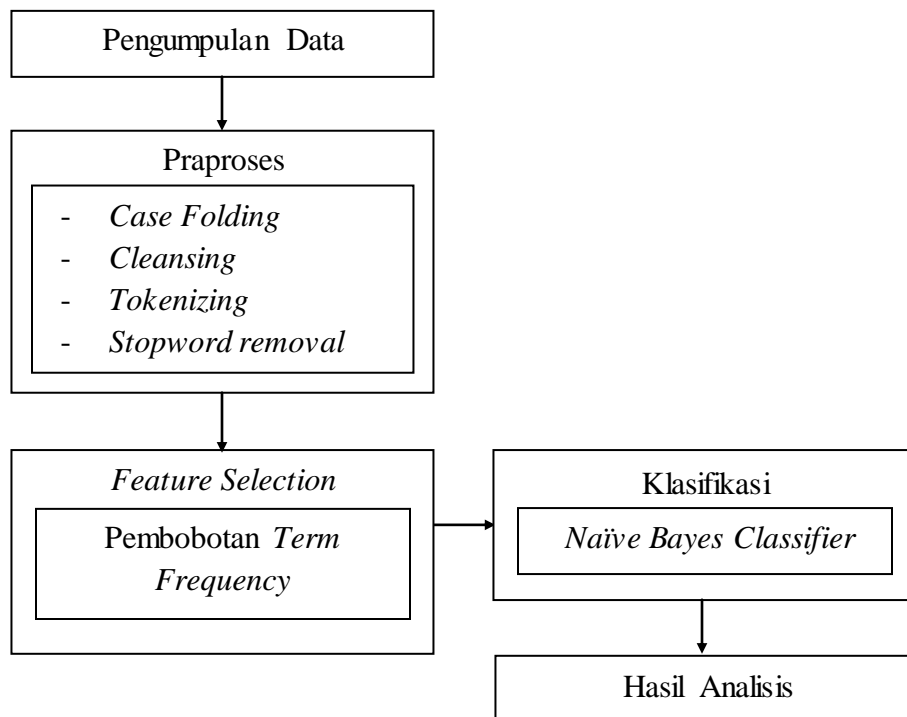 Pengumpulan Data
Praproses
- Case Folding
- Cleansing
- Tokenizing
- Stopword removal
Feature Selection
Pembobotan Term
Frequency
Klasifikasi
Naïve Bayes Classifier
Hasil Analisis